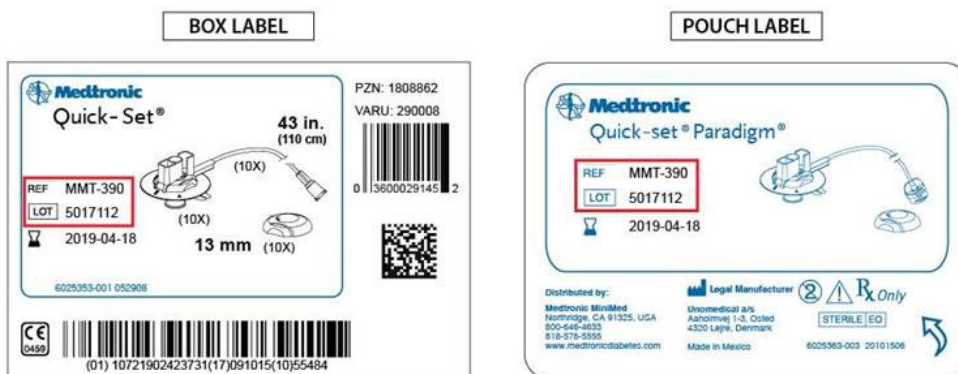 BOX LABEL
Medtronic
Quick-Set®
43 in.
(110 cm)
(10X)
REF MMT-390
LOT 5017112
(10X)
2019-04-18
13 mm (10X)
6025353-001 052908
PZN: 1808862
VARU: 290008
0 3600029145 2
CE
0459
(01) 10721902423731(17)091015(10)55484
POUCH LABEL
Medtronic
Quick-set® Paradigm®
REF MMT-390
LOT 5017112
2019-04-18
Distributed by:
Medtronic MiniMed
Northridge, CA 91325, USA
800-646-4633
818-576-5555
www.medtronicdiabetes.com
Legal Manufacturer
Unomedical a/s
Aaholmvej 1-3, Osted
4320 Lejre, Denmark
Made in Mexico
2
Rx Only
STERILE EO
6025363-003 20101506